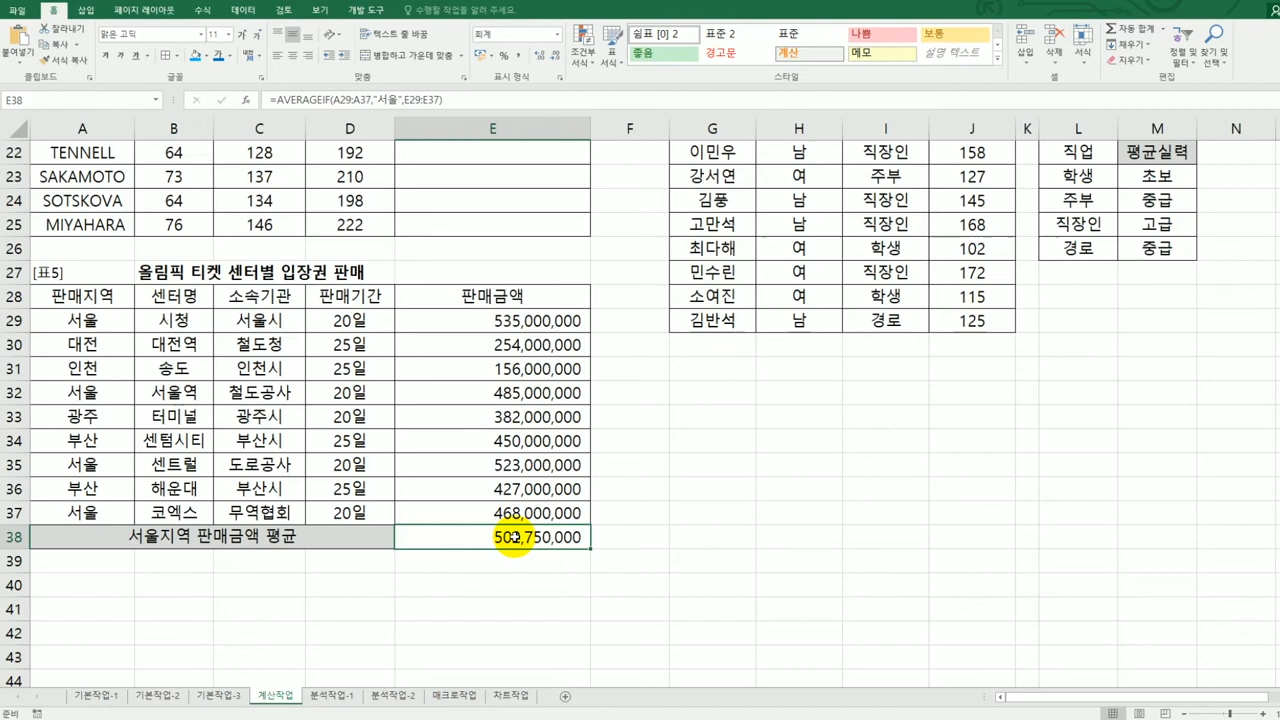 파일 홈 삽입 페이지 레이아웃 수식 데이터 검토 보기 개발 도구 수행할 작업을 알려 주세요.
붙여넣기 잘라내기 복사 서식 복사 클립보드
맑은 고딕 11 가 가 글꼴
텍스트 줄 바꿈 병합하고 가운데 맞춤 맞춤
회계 % 표시 형식
조건부 서식 표 서식
쉼표 [0] 2 표준 2 표준 나쁨 보통
좋음 경고문 계산 메모 설명 텍스트
스타일
삽입 삭제 서식 셀
자동 합계 채우기 지우기 정렬 및 필터 찾기 및 선택 편집
E38 fx =AVERAGEIF(A29:A37,"서울",E29:E37)
A B C D E F G H I J K L M N
22 TENNELL 64 128 192 이민우 남 직장인 158 직업 평균실력
23 SAKAMOTO 73 137 210 강서연 여 주부 127 학생 초보
24 SOTSKOVA 64 134 198 김풍 남 직장인 145 주부 중급
25 MIYAHARA 76 146 222 고만석 남 직장인 168 직장인 고급
26 최다해 여 학생 102 경로 중급
27 [표5] 올림픽 티켓 센터별 입장권 판매 민수린 여 직장인 172
28 판매지역 센터명 소속기관 판매기간 판매금액 소여진 여 학생 115
29 서울 시청 서울시 20일 535,000,000 김반석 남 경로 125
30 대전 대전역 철도청 25일 254,000,000
31 인천 송도 인천시 25일 156,000,000
32 서울 서울역 철도공사 20일 485,000,000
33 광주 터미널 광주시 20일 382,000,000
34 부산 센텀시티 부산시 25일 450,000,000
35 서울 센트럴 도로공사 20일 523,000,000
36 부산 해운대 부산시 25일 427,000,000
37 서울 코엑스 무역협회 20일 468,000,000
38 서울지역 판매금액 평균 502,750,000
39
40
41
42
43
44
기본작업-1 기본작업-2 기본작업-3 계산작업 분석작업-1 분석작업-2 매크로작업 차트작업
준비